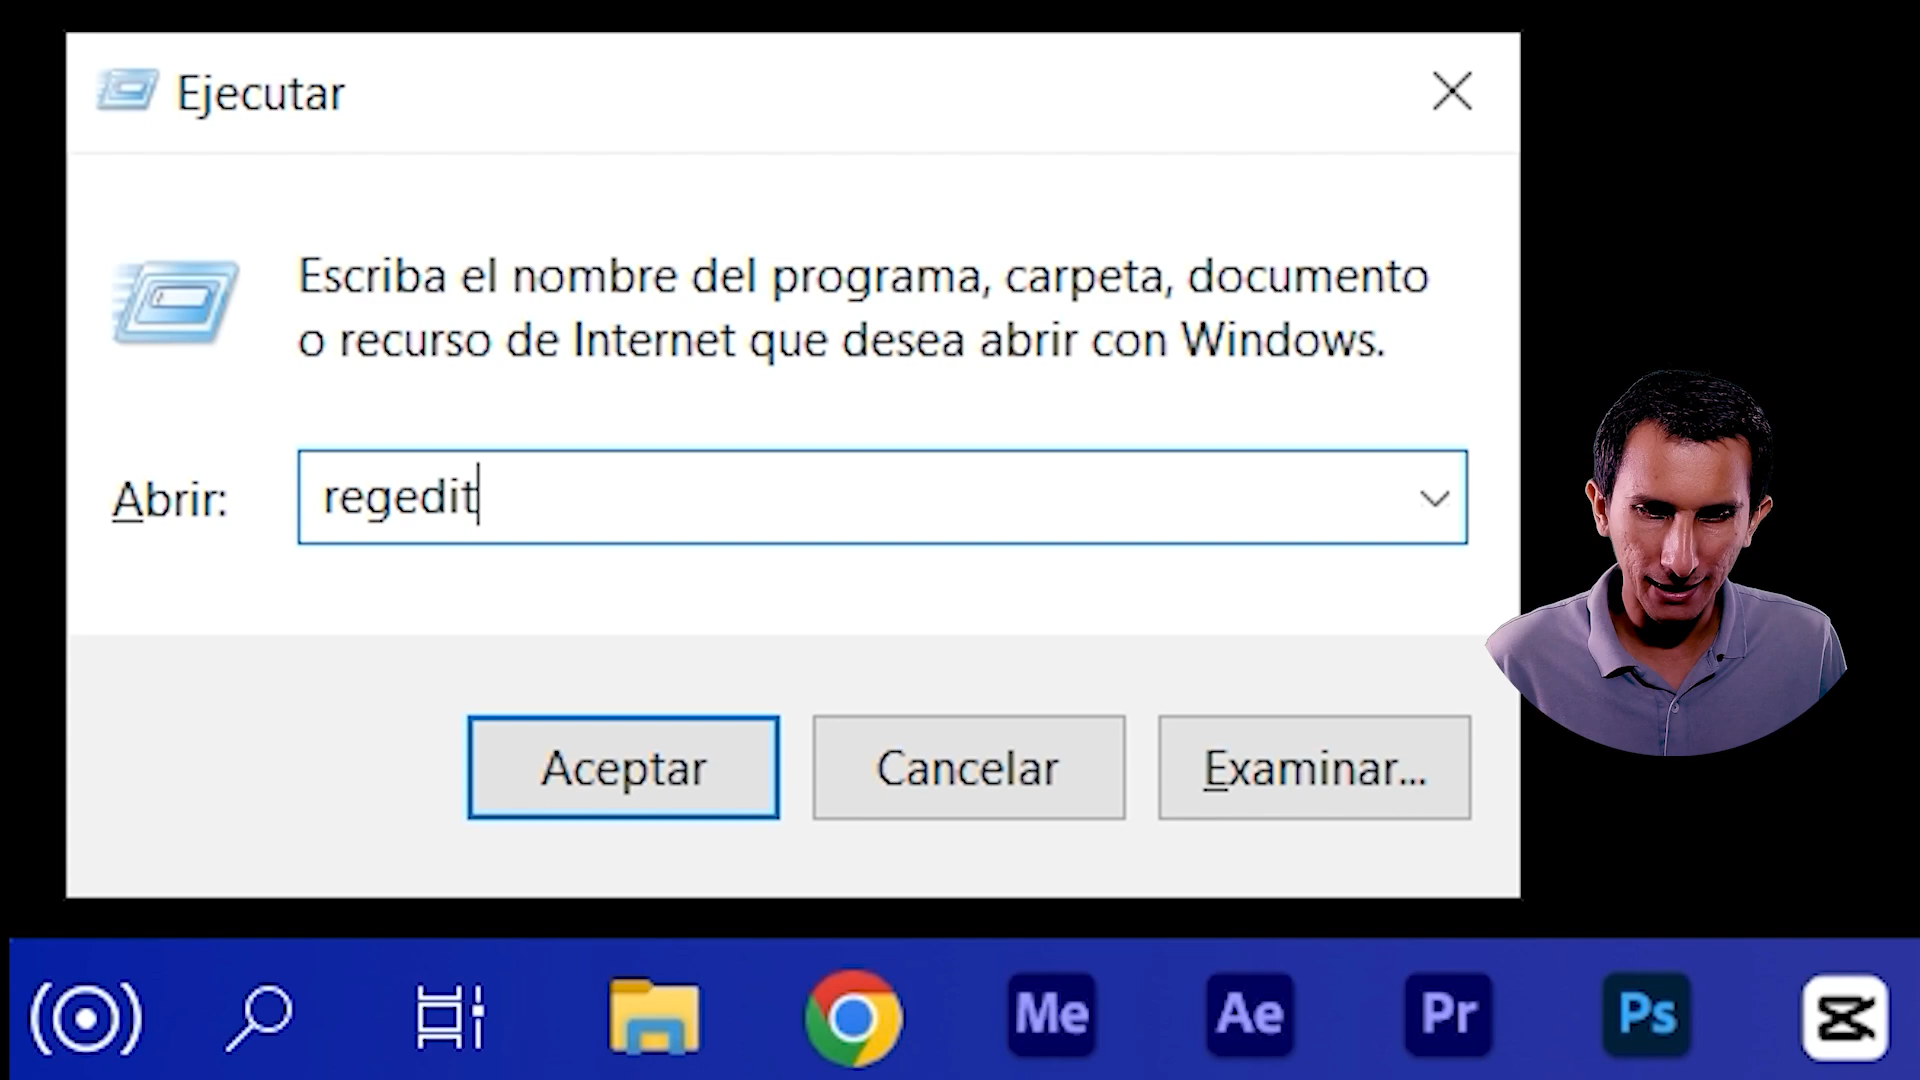 Ejecutar
Escriba el nombre del programa, carpeta, documento
o recurso de Internet que desea abrir con Windows.
Abrir: regedit
Aceptar Cancelar Examinar...
Me Ae Pr Ps